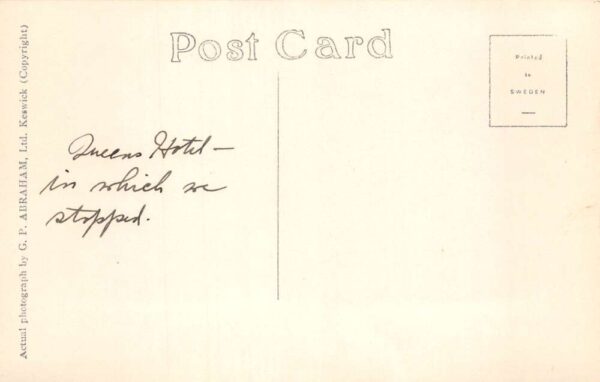 Post Card
Printed
in
SWEDEN
Queens Hotel —
in which we
stopped.
Actual photograph by G. P. ABRAHAM, Ltd. Keswick (Copyright)